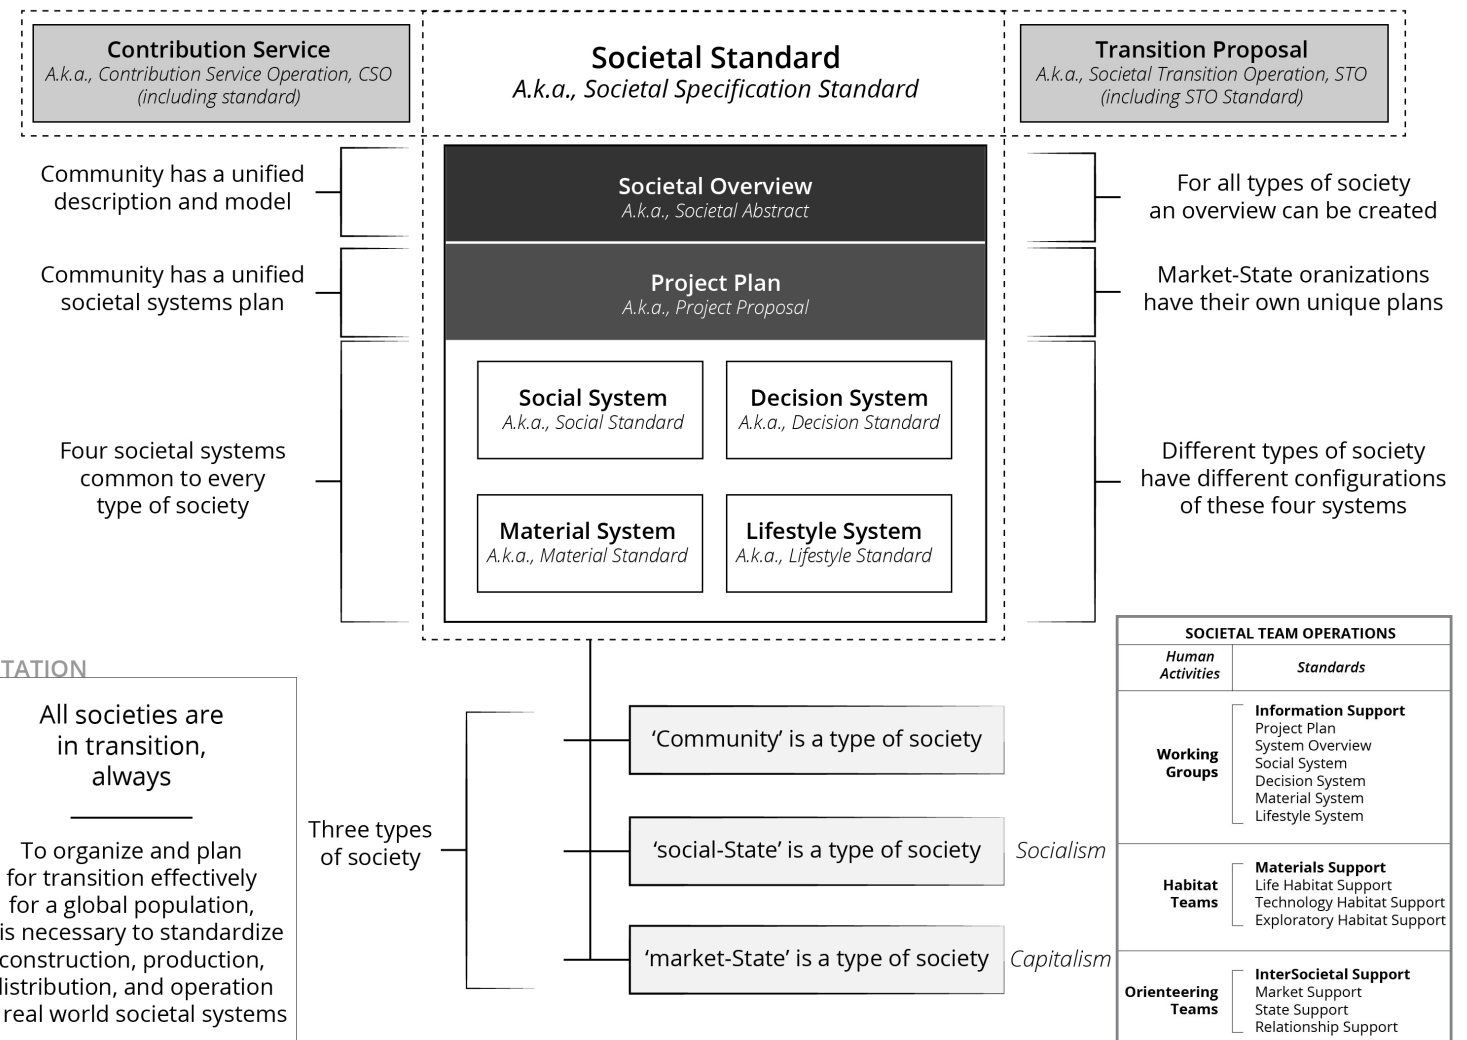 Contribution Service
A.k.a., Contribution Service Operation, CSO
(including standard)
Societal Standard
A.k.a., Societal Specification Standard
Transition Proposal
A.k.a., Societal Transition Operation, STO
(including STO Standard)
Community has a unified
description and model
Societal Overview
A.k.a., Societal Abstract
For all types of society
an overview can be created
Community has a unified
societal systems plan
Project Plan
A.k.a., Project Proposal
Market-State oranizations
have their own unique plans
Four societal systems
common to every
type of society
Social System
A.k.a., Social Standard
Decision System
A.k.a., Decision Standard
Material System
A.k.a., Material Standard
Lifestyle System
A.k.a., Lifestyle Standard
Different types of society
have different configurations
of these four systems
TATION
All societies are
in transition,
always
To organize and plan
for transition effectively
for a global population,
is necessary to standardize
construction, production,
distribution, and operation
real world societal systems
Three types
of society
‘Community’ is a type of society
‘social-State’ is a type of society
Socialism
‘market-State’ is a type of society
Capitalism
SOCIETAL TEAM OPERATIONS
Human
Activities
Standards
Working
Groups
Information Support
Project Plan
System Overview
Social System
Decision System
Material System
Lifestyle System
Habitat
Teams
Materials Support
Life Habitat Support
Technology Habitat Support
Exploratory Habitat Support
Orienteering
Teams
InterSocietal Support
Market Support
State Support
Relationship Support